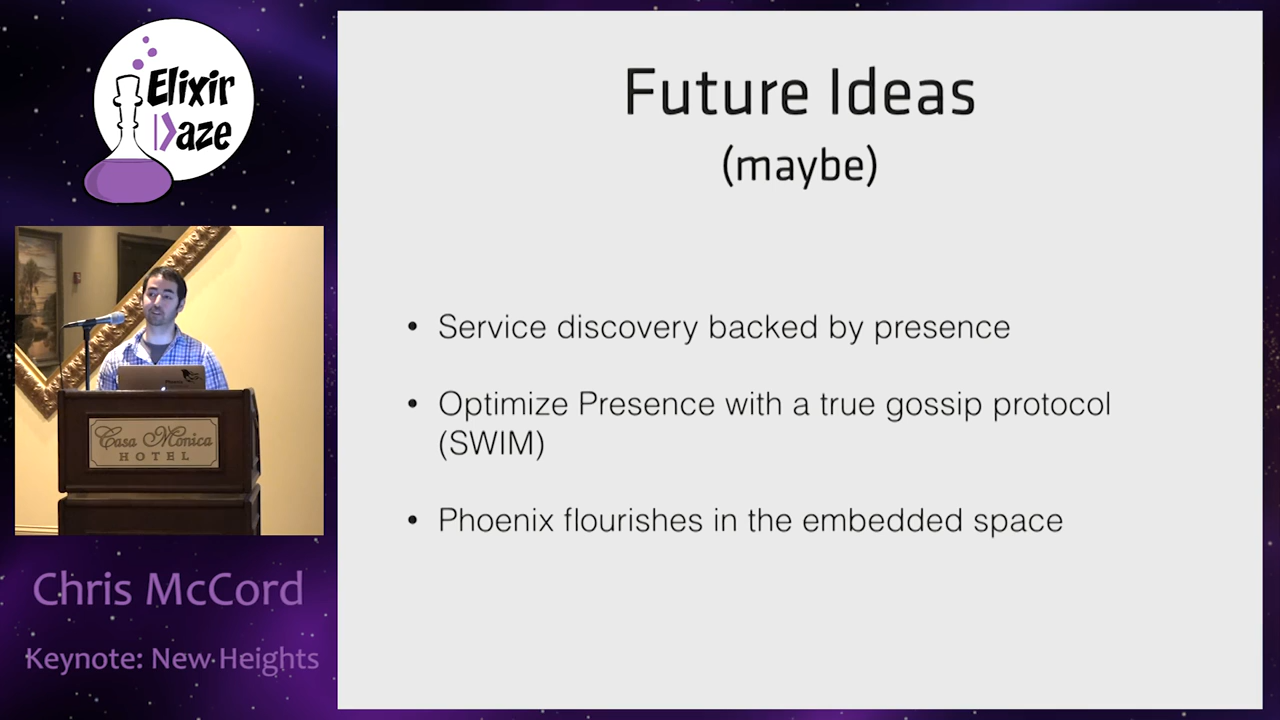 Elixir
Daze
Future Ideas
(maybe)
• Service discovery backed by presence
• Optimize Presence with a true gossip protocol
(SWIM)
• Phoenix flourishes in the embedded space
Casa Monica
HOTEL
Phoenix
Chris McCord
Keynote: New Heights